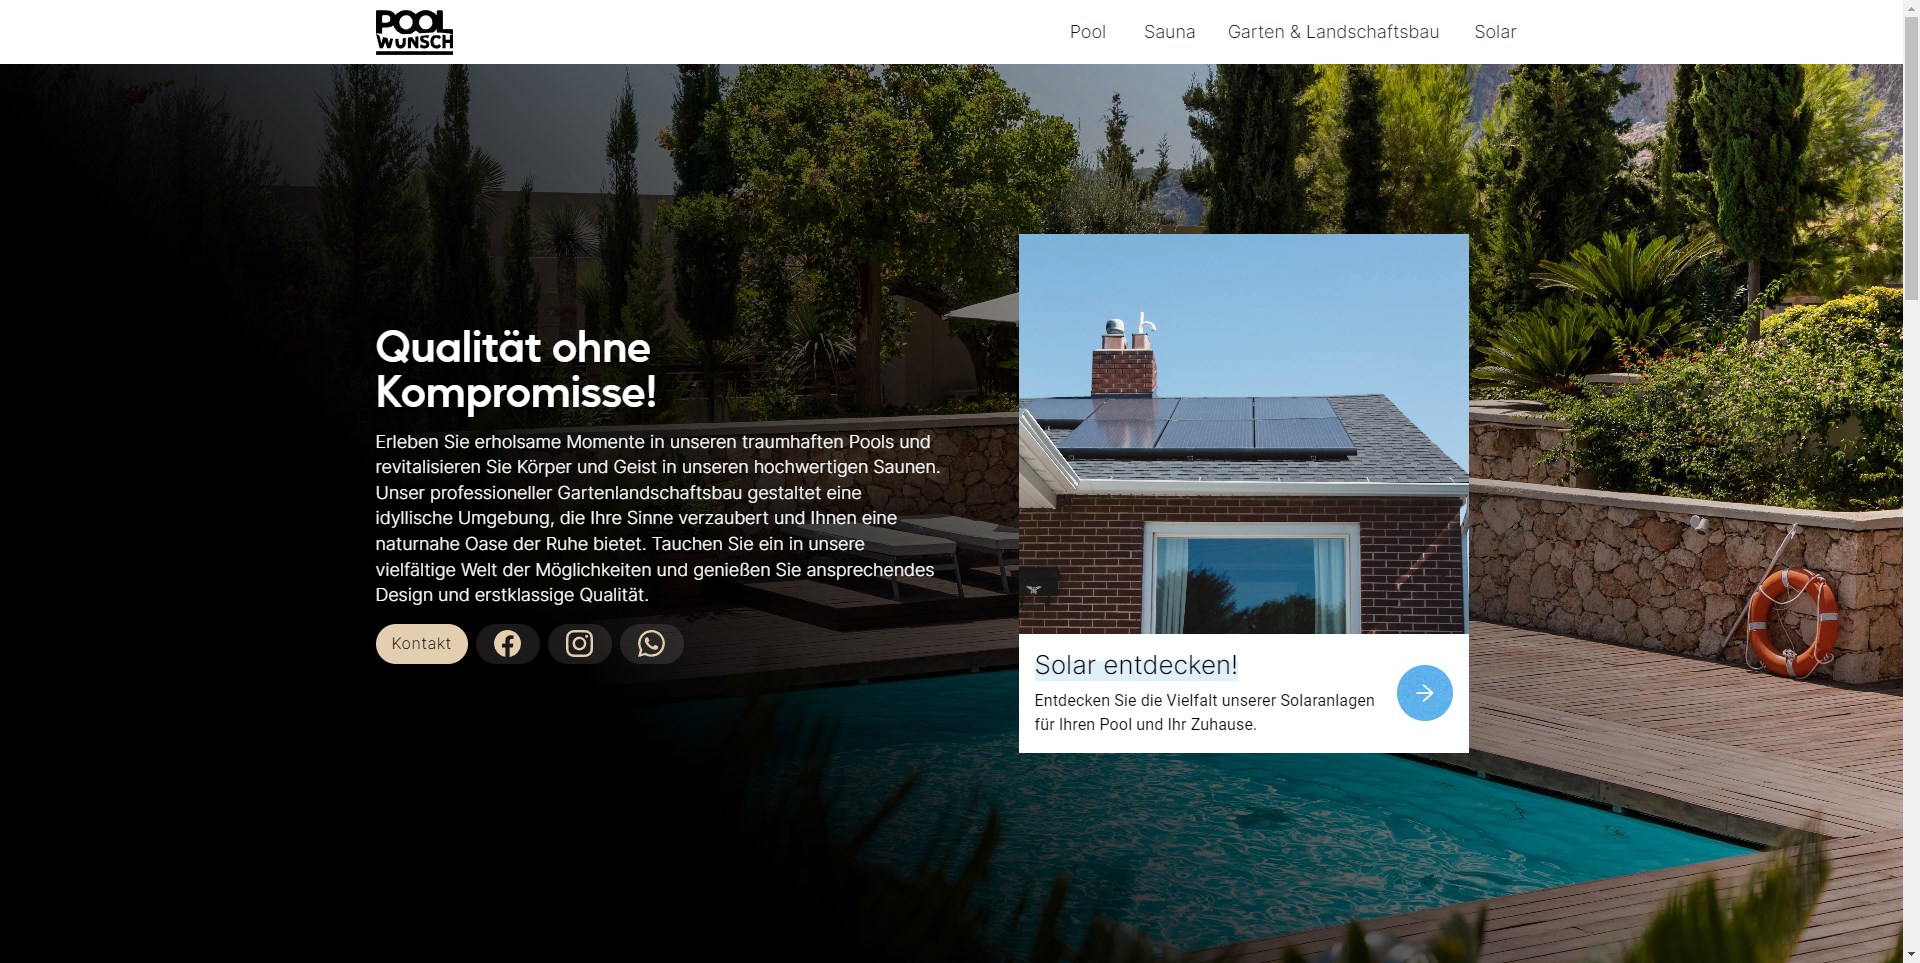 POOL
WUNSCH
Pool
Sauna
Garten & Landschaftsbau
Solar
Qualität ohne
Kompromisse!
Erleben Sie erholsame Momente in unseren traumhaften Pools und
revitalisieren Sie Körper und Geist in unseren hochwertigen Saunen.
Unser professioneller Gartenlandschaftsbau gestaltet eine
idyllische Umgebung, die Ihre Sinne verzaubert und Ihnen eine
naturnahe Oase der Ruhe bietet. Tauchen Sie ein in unsere
vielfältige Welt der Möglichkeiten und genießen Sie ansprechendes
Design und erstklassige Qualität.
Kontakt
Solar entdecken!
Entdecken Sie die Vielfalt unserer Solaranlagen
für Ihren Pool und Ihr Zuhause.